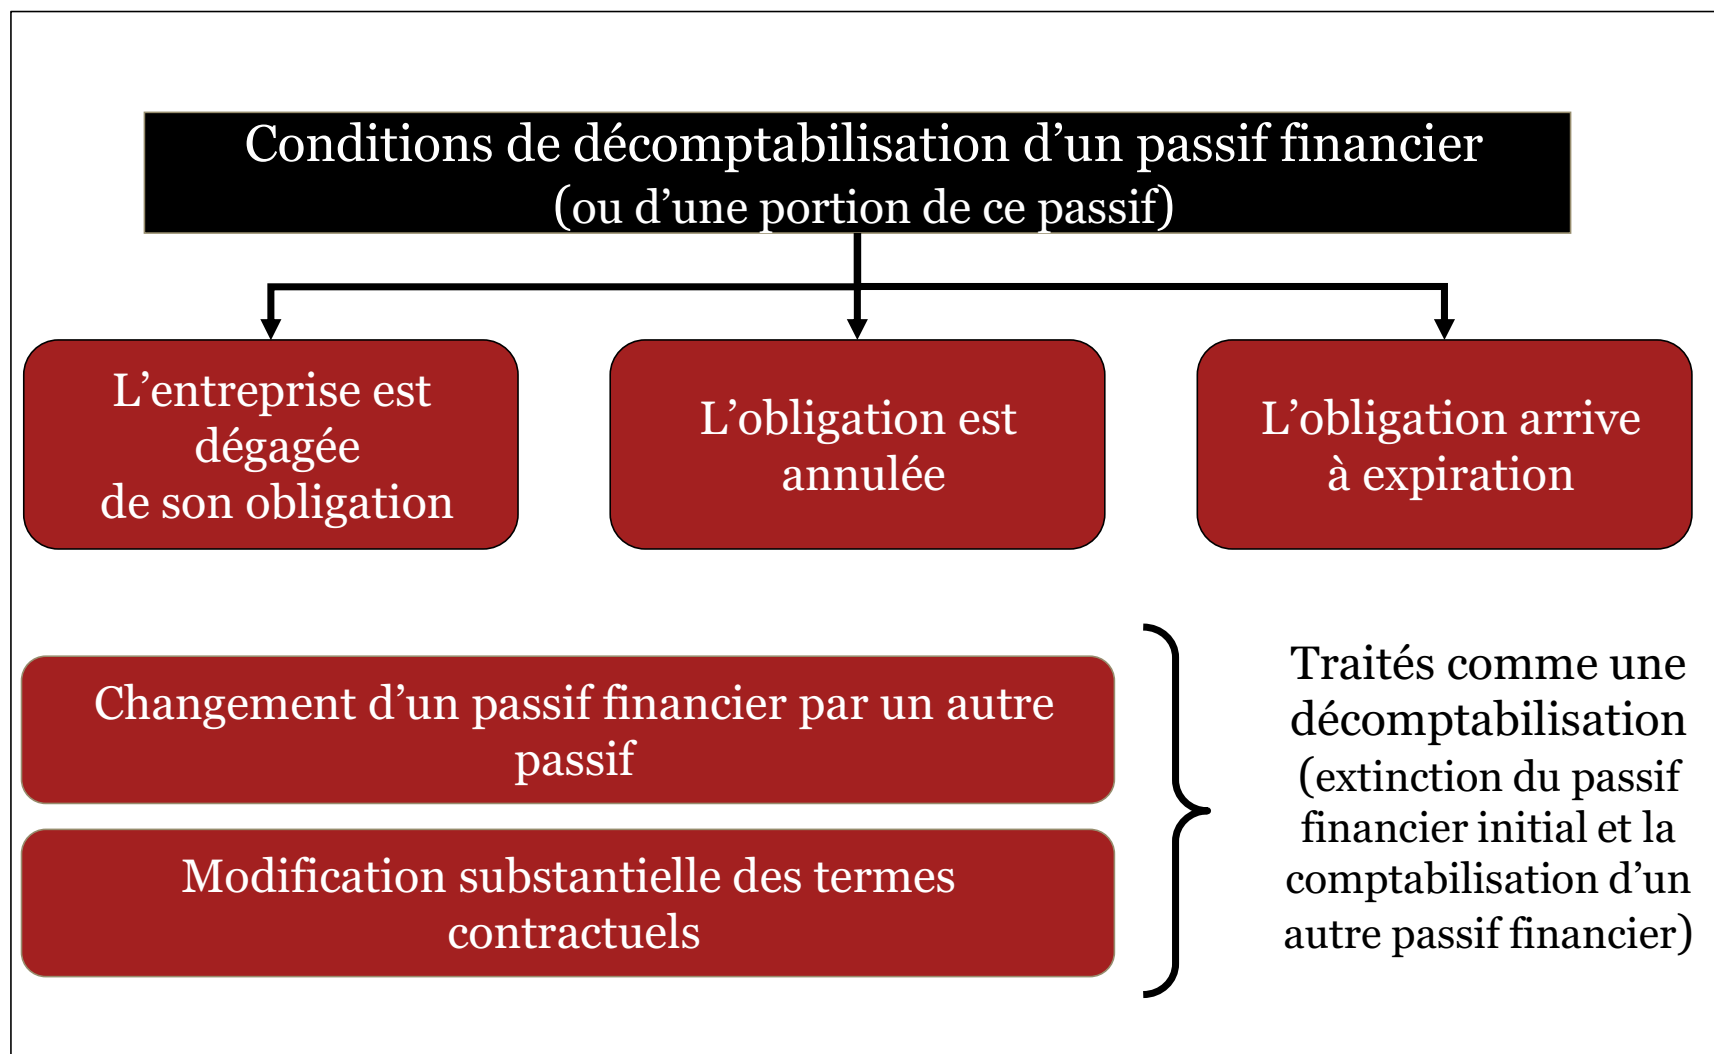 Conditions de décomptabilisation d’un passif financier
(ou d’une portion de ce passif)
L’entreprise est
dégagée
de son obligation
L’obligation est
annulée
L’obligation arrive
à expiration
Changement d’un passif financier par un autre
passif
Modification substantielle des termes
contractuels
Traités comme une
décomptabilisation
(extinction du passif
financier initial et la
comptabilisation d’un
autre passif financier)